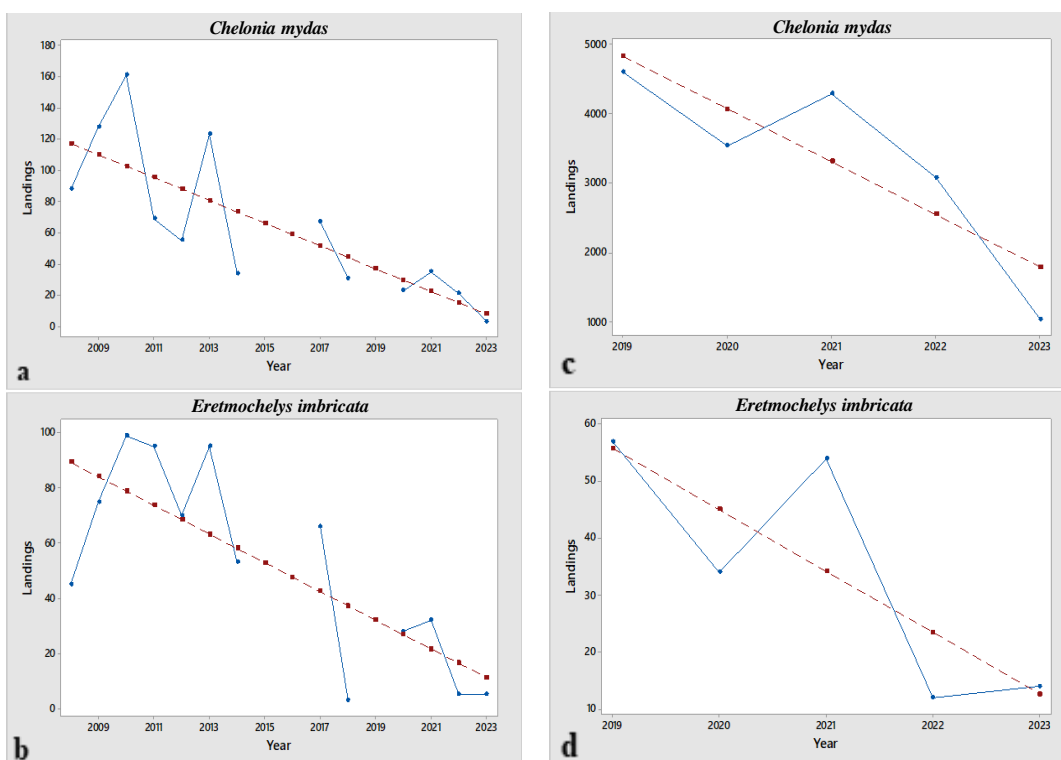 Chelonia mydas
180
160
140
120
100
80
60
40
20
0
Landings
2009 2011 2013 2015 2017 2019 2021 2023
Year
a
Chelonia mydas
5000
4000
3000
2000
1000
Landings
2019 2020 2021 2022 2023
Year
c
Eretmochelys imbricata
100
80
60
40
20
0
Landings
2009 2011 2013 2015 2017 2019 2021 2023
Year
b
Eretmochelys imbricata
60
50
40
30
20
10
Landings
2019 2020 2021 2022 2023
Year
d